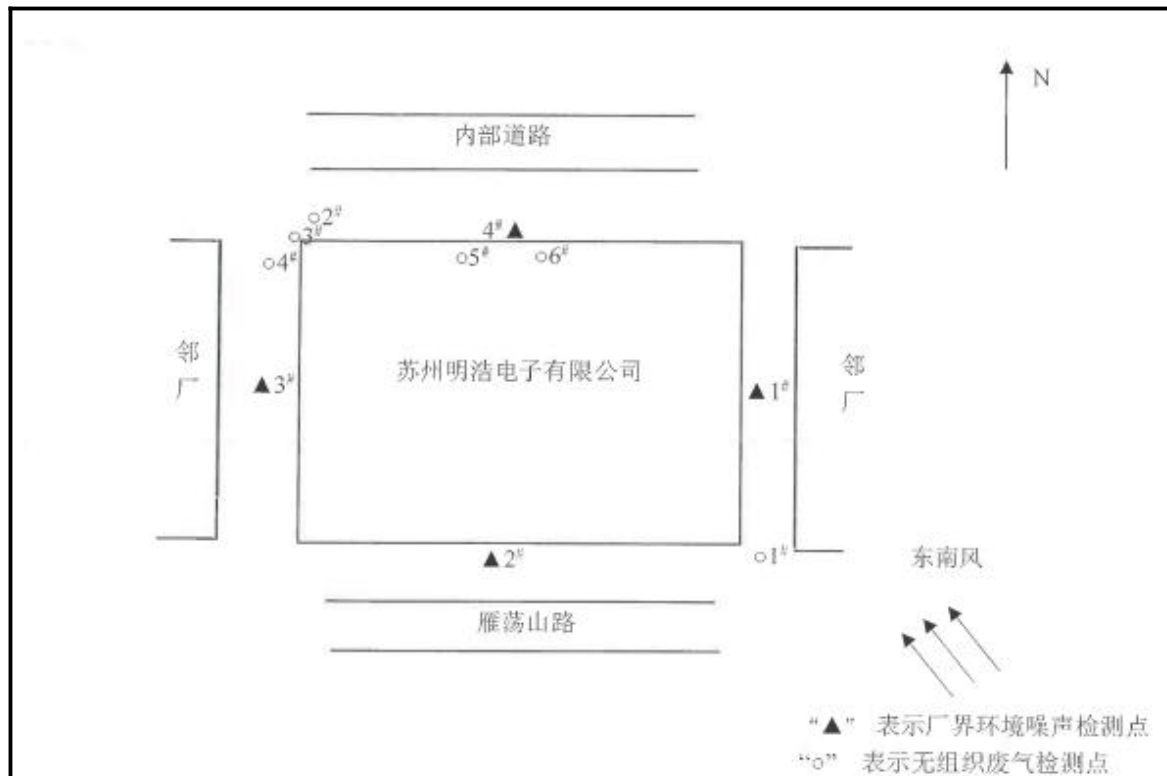 N
内部道路
○2#
○3#
○4#
4#▲
○5#
○6#
邻厂
苏州明浩电子有限公司
邻厂
▲3#
▲1#
▲2#
○1#
东南风
雁荡山路
“▲” 表示厂界环境噪声检测点
“○” 表示无组织废气检测点